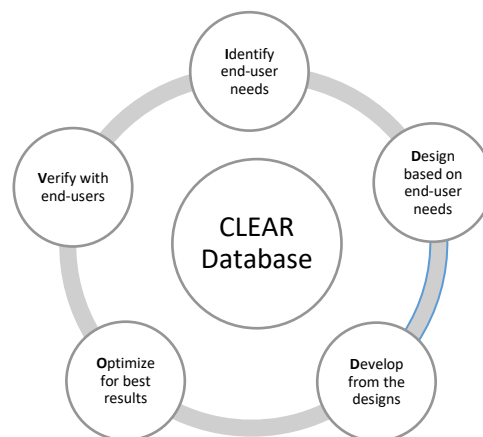 Identify
end-user
needs
Design
based on
end-user
needs
Develop
from the
designs
Optimize
for best
results
Verify with
end-users
CLEAR
Database